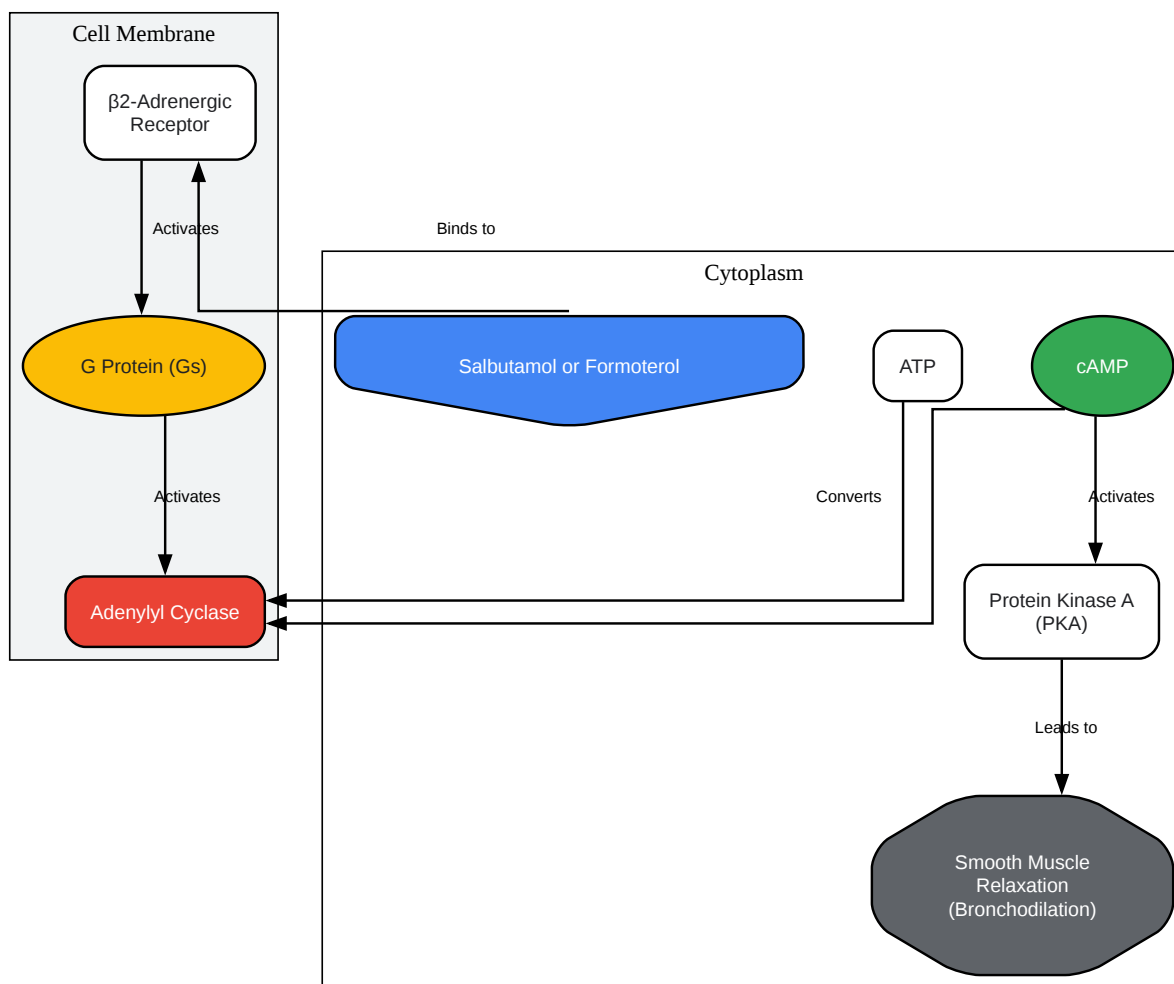 Cell Membrane
β2-Adrenergic
Receptor
Activates
Binds to
Cytoplasm
G Protein (Gs)
Salbutamol or Formoterol
ATP
cAMP
Activates
Converts
Activates
Adenylyl Cyclase
Protein Kinase A
(PKA)
Leads to
Smooth Muscle
Relaxation
(Bronchodilation)